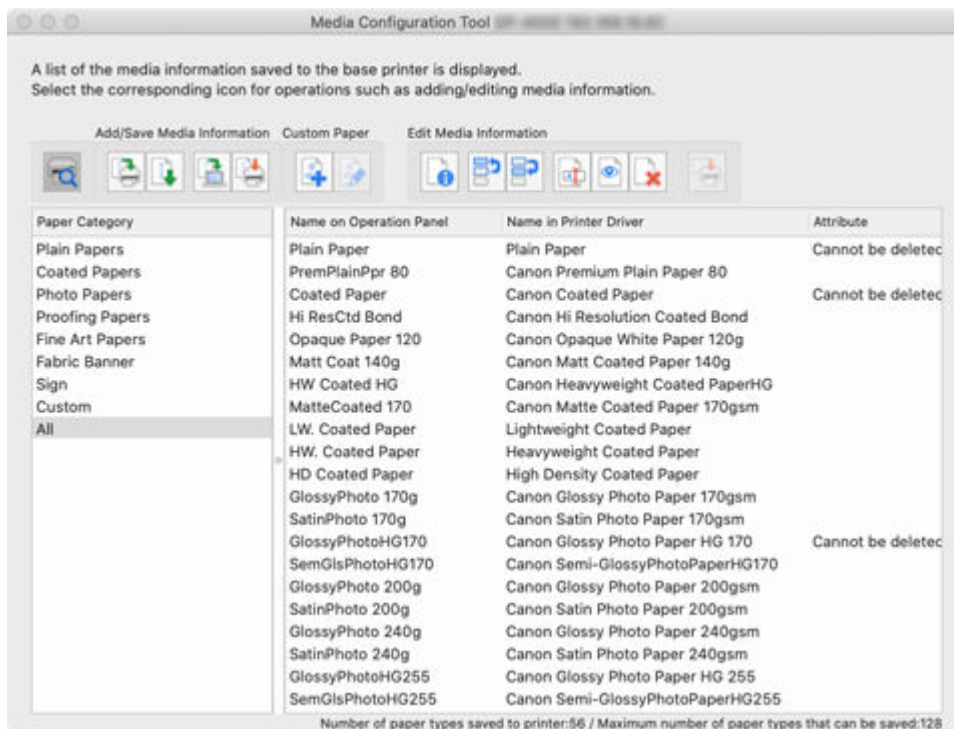 Media Configuration Tool
A list of the media information saved to the base printer is displayed.
Select the corresponding icon for operations such as adding/editing media information.
Add/Save Media Information Custom Paper Edit Media Information
Paper Category Name on Operation Panel Name in Printer Driver Attribute
Plain Papers Plain Paper Plain Paper Cannot be deleted
Coated Papers PremPlainPpr 80 Canon Premium Plain Paper 80
Photo Papers Coated Paper Canon Coated Paper Cannot be deleted
Proofing Papers Hi ResCtd Bond Canon Hi Resolution Coated Bond
Fine Art Papers Opaque Paper 120 Canon Opaque White Paper 120g
Fabric Banner Matt Coat 140g Canon Matt Coated Paper 140g
Sign HW Coated HG Canon Heavyweight Coated PaperHG
Custom MatteCoated 170 Canon Matte Coated Paper 170gsm
All LW. Coated Paper Lightweight Coated Paper
HW. Coated Paper Heavyweight Coated Paper
HD Coated Paper High Density Coated Paper
GlossyPhoto 170g Canon Glossy Photo Paper 170gsm
SatinPhoto 170g Canon Satin Photo Paper 170gsm
GlossyPhotoHG170 Canon Glossy Photo Paper HG 170 Cannot be deleted
SemGlsPhotoHG170 Canon Semi-GlossyPhotoPaperHG170
GlossyPhoto 200g Canon Glossy Photo Paper 200gsm
SatinPhoto 200g Canon Satin Photo Paper 200gsm
GlossyPhoto 240g Canon Glossy Photo Paper 240gsm
SatinPhoto 240g Canon Satin Photo Paper 240gsm
GlossyPhotoHG255 Canon Glossy Photo Paper HG 255
SemGlsPhotoHG255 Canon Semi-GlossyPhotoPaperHG255
Number of paper types saved to printer:56 / Maximum number of paper types that can be saved:128